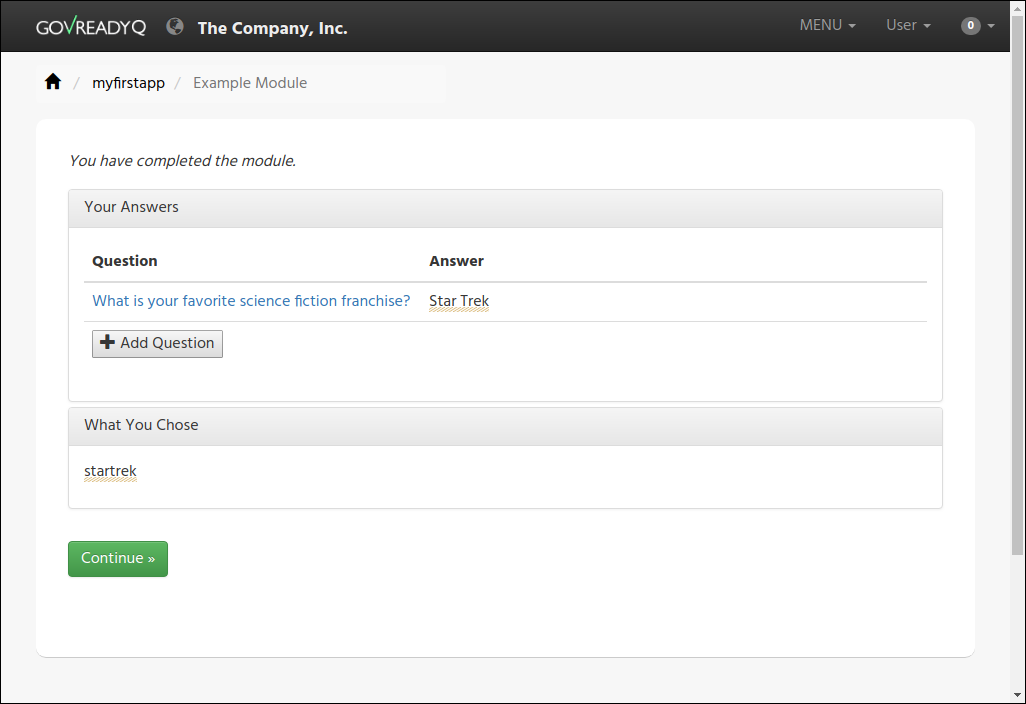 GOVREADYQ The Company, Inc. MENU User 0
/ myfirstapp / Example Module
You have completed the module.
Your Answers
Question Answer
What is your favorite science fiction franchise? Star Trek
Add Question
What You Chose
startrek
Continue »